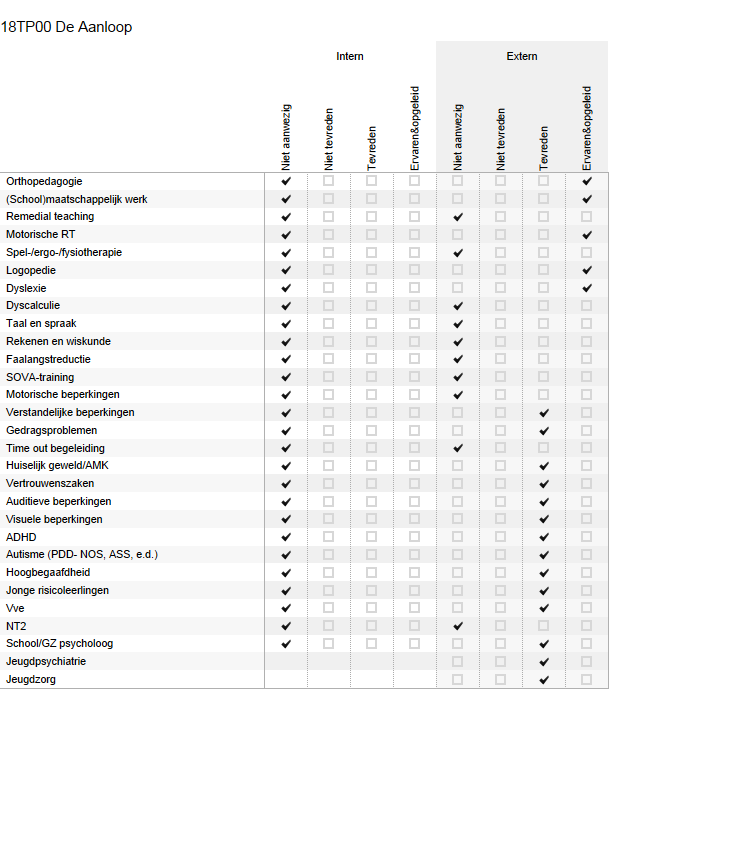 18TP00 De Aanloop
Intern Extern
Niet aanwezig Niet tevreden Tevreden Ervaren&opgeleid Niet aanwezig Niet tevreden Tevreden Ervaren&opgeleid
Orthopedagogie
(School)maatschappelijk werk
Remedial teaching
Motorische RT
Spel-/ergo-/fysiotherapie
Logopedie
Dyslexie
Dyscalculie
Taal en spraak
Rekenen en wiskunde
Faalangstreductie
SOVA-training
Motorische beperkingen
Verstandelijke beperkingen
Gedragsproblemen
Time out begeleiding
Huiselijk geweld/AMK
Vertrouwenszaken
Auditieve beperkingen
Visuele beperkingen
ADHD
Autisme (PDD- NOS, ASS, e.d.)
Hoogbegaafdheid
Jonge risicoleerlingen
Vve
NT2
School/GZ psycholoog
Jeugdpsychiatrie
Jeugdzorg